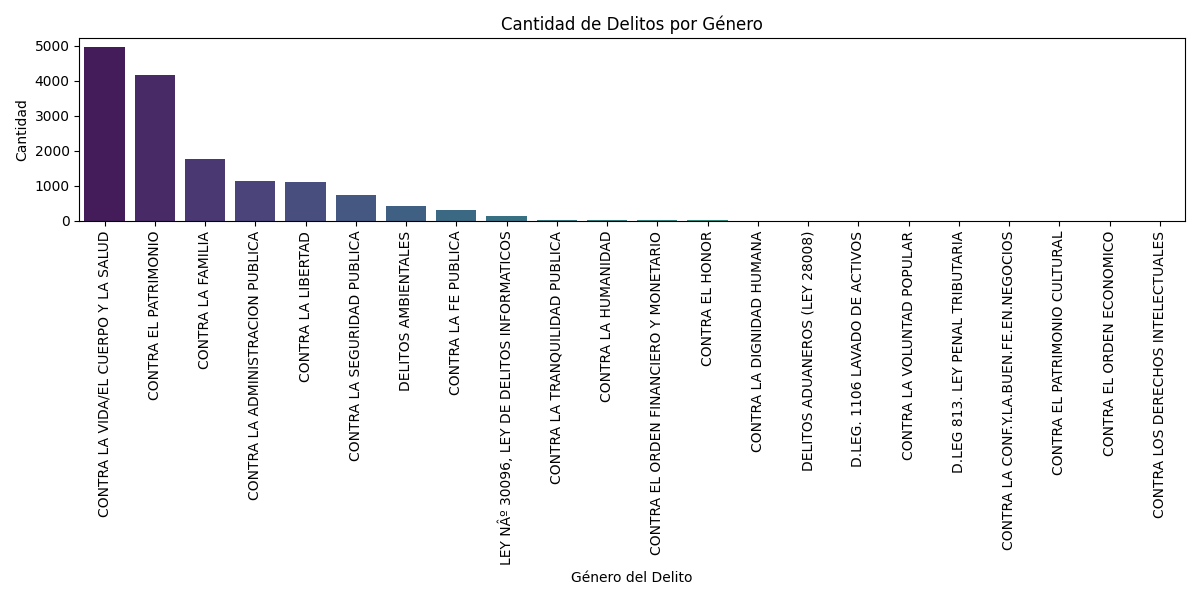 Cantidad de Delitos por Género
Cantidad
5000
4000
3000
2000
1000
0
CONTRA LA VIDA/EL CUERPO Y LA SALUD
CONTRA EL PATRIMONIO
CONTRA LA FAMILIA
CONTRA LA ADMINISTRACION PUBLICA
CONTRA LA LIBERTAD
CONTRA LA SEGURIDAD PUBLICA
DELITOS AMBIENTALES
CONTRA LA FE PUBLICA
LEY NÂº 30096, LEY DE DELITOS INFORMATICOS
CONTRA LA TRANQUILIDAD PUBLICA
CONTRA LA HUMANIDAD
CONTRA EL ORDEN FINANCIERO Y MONETARIO
CONTRA EL HONOR
CONTRA LA DIGNIDAD HUMANA
DELITOS ADUANEROS (LEY 28008)
D.LEG. 1106 LAVADO DE ACTIVOS
CONTRA LA VOLUNTAD POPULAR
D.LEG 813. LEY PENAL TRIBUTARIA
CONTRA LA CONF.Y.LA.BUEN.FE.EN.NEGOCIOS
CONTRA EL PATRIMONIO CULTURAL
CONTRA EL ORDEN ECONOMICO
CONTRA LOS DERECHOS INTELECTUALES
Género del Delito